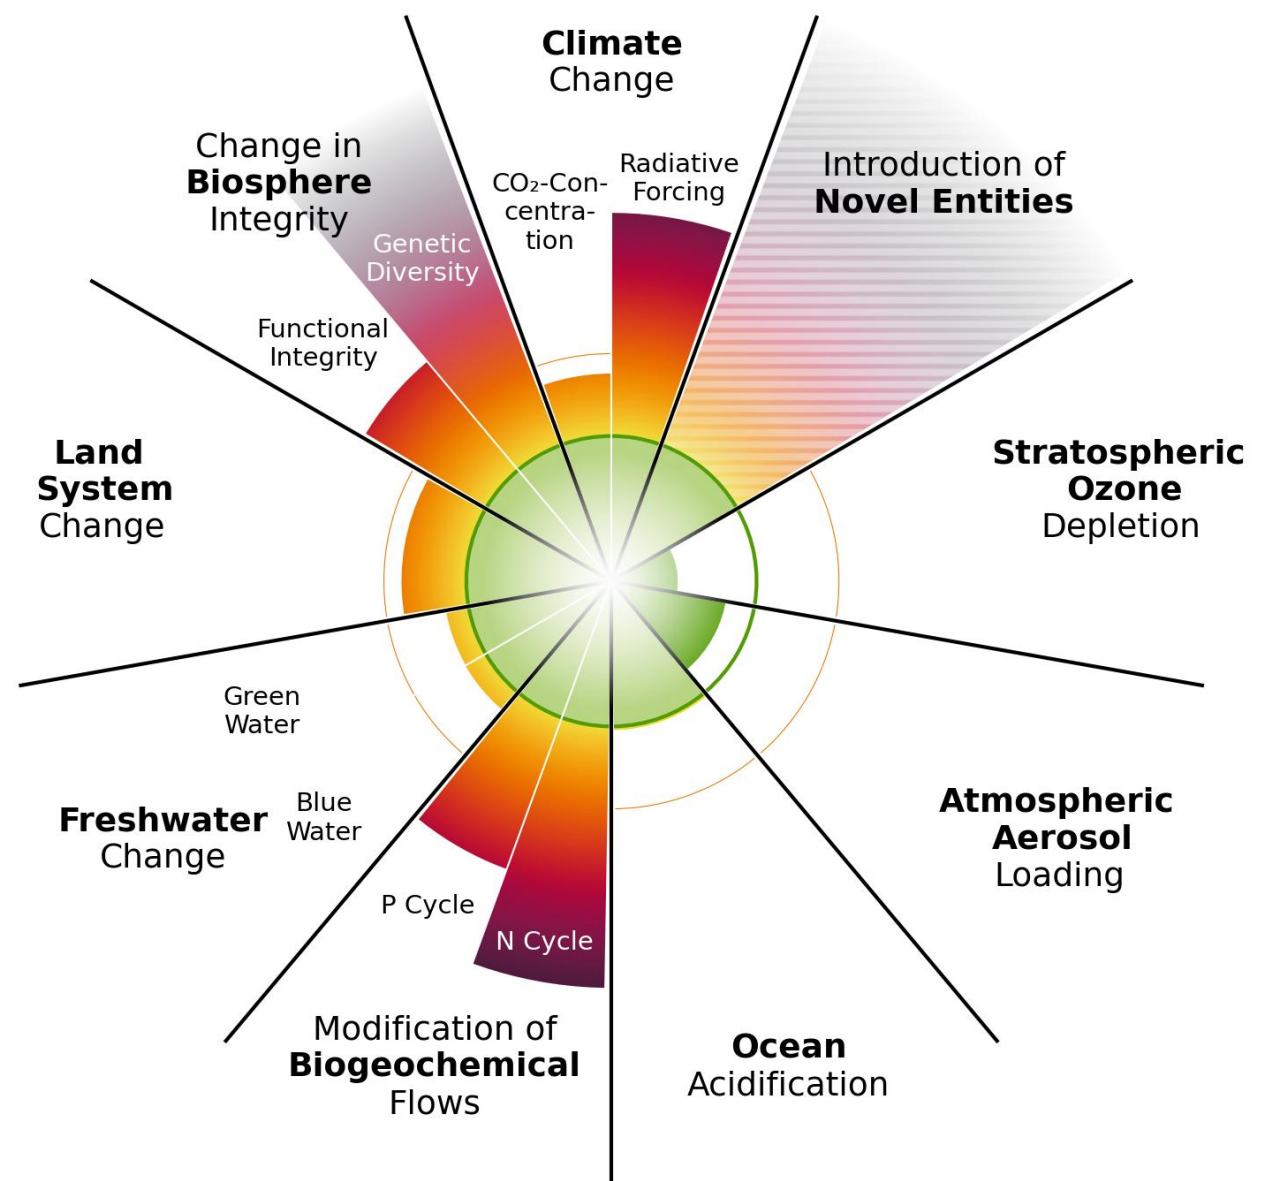 Climate
Change
CO₂-Con-
centra-
tion
Radiative
Forcing
Introduction of
Novel Entities
Stratospheric
Ozone
Depletion
Atmospheric
Aerosol
Loading
Ocean
Acidification
Modification of
Biogeochemical
Flows
P Cycle
N Cycle
Freshwater
Change
Blue
Water
Green
Water
Land
System
Change
Change in
Biosphere
Integrity
Functional
Integrity
Genetic
Diversity